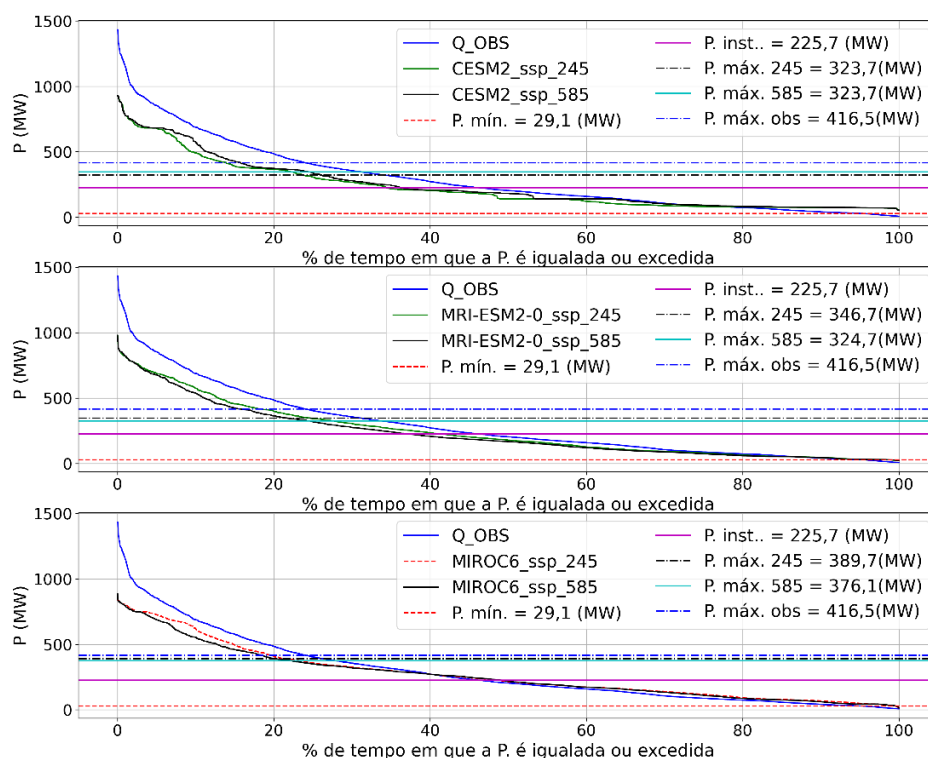 1500
1000
500
0
P (MW)
Q_OBS
CESM2_ssp_245
CESM2_ssp_585
P. mín. = 29,1 (MW)
P. inst.. = 225,7 (MW)
P. máx. 245 = 323,7(MW)
P. máx. 585 = 323,7(MW)
P. máx. obs = 416,5(MW)
0 20 40 60 80 100
% de tempo em que a P. é igualada ou excedida
1500
1000
500
0
P (MW)
Q_OBS
MRI-ESM2-0_ssp_245
MRI-ESM2-0_ssp_585
P. mín. = 29,1 (MW)
P. inst.. = 225,7 (MW)
P. máx. 245 = 346,7(MW)
P. máx. 585 = 324,7(MW)
P. máx. obs = 416,5(MW)
0 20 40 60 80 100
% de tempo em que a P. é igualada ou excedida
1500
1000
500
0
P (MW)
Q_OBS
MIROC6_ssp_245
MIROC6_ssp_585
P. mín. = 29,1 (MW)
P. inst.. = 225,7 (MW)
P. máx. 245 = 389,7(MW)
P. máx. 585 = 376,1(MW)
P. máx. obs = 416,5(MW)
0 20 40 60 80 100
% de tempo em que a P. é igualada ou excedida